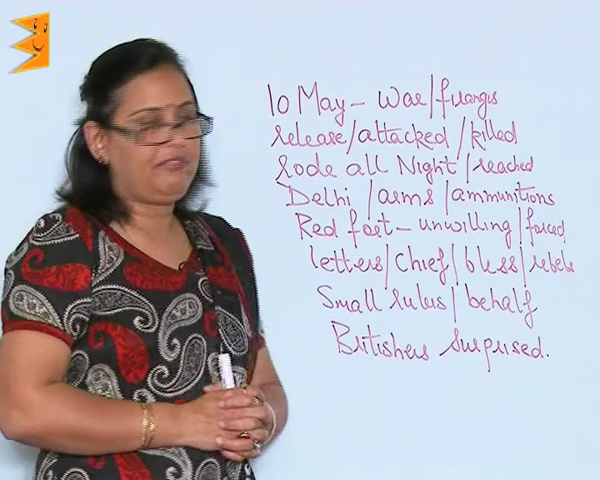 10 May - War/firangis
release/attacked/killed
Rode all Night/reached
Delhi/arms/ammunitions
Red fort - unwilling/forced
letters/chief/bless/rebels
Small rulers/behalf
Britishers surprised.